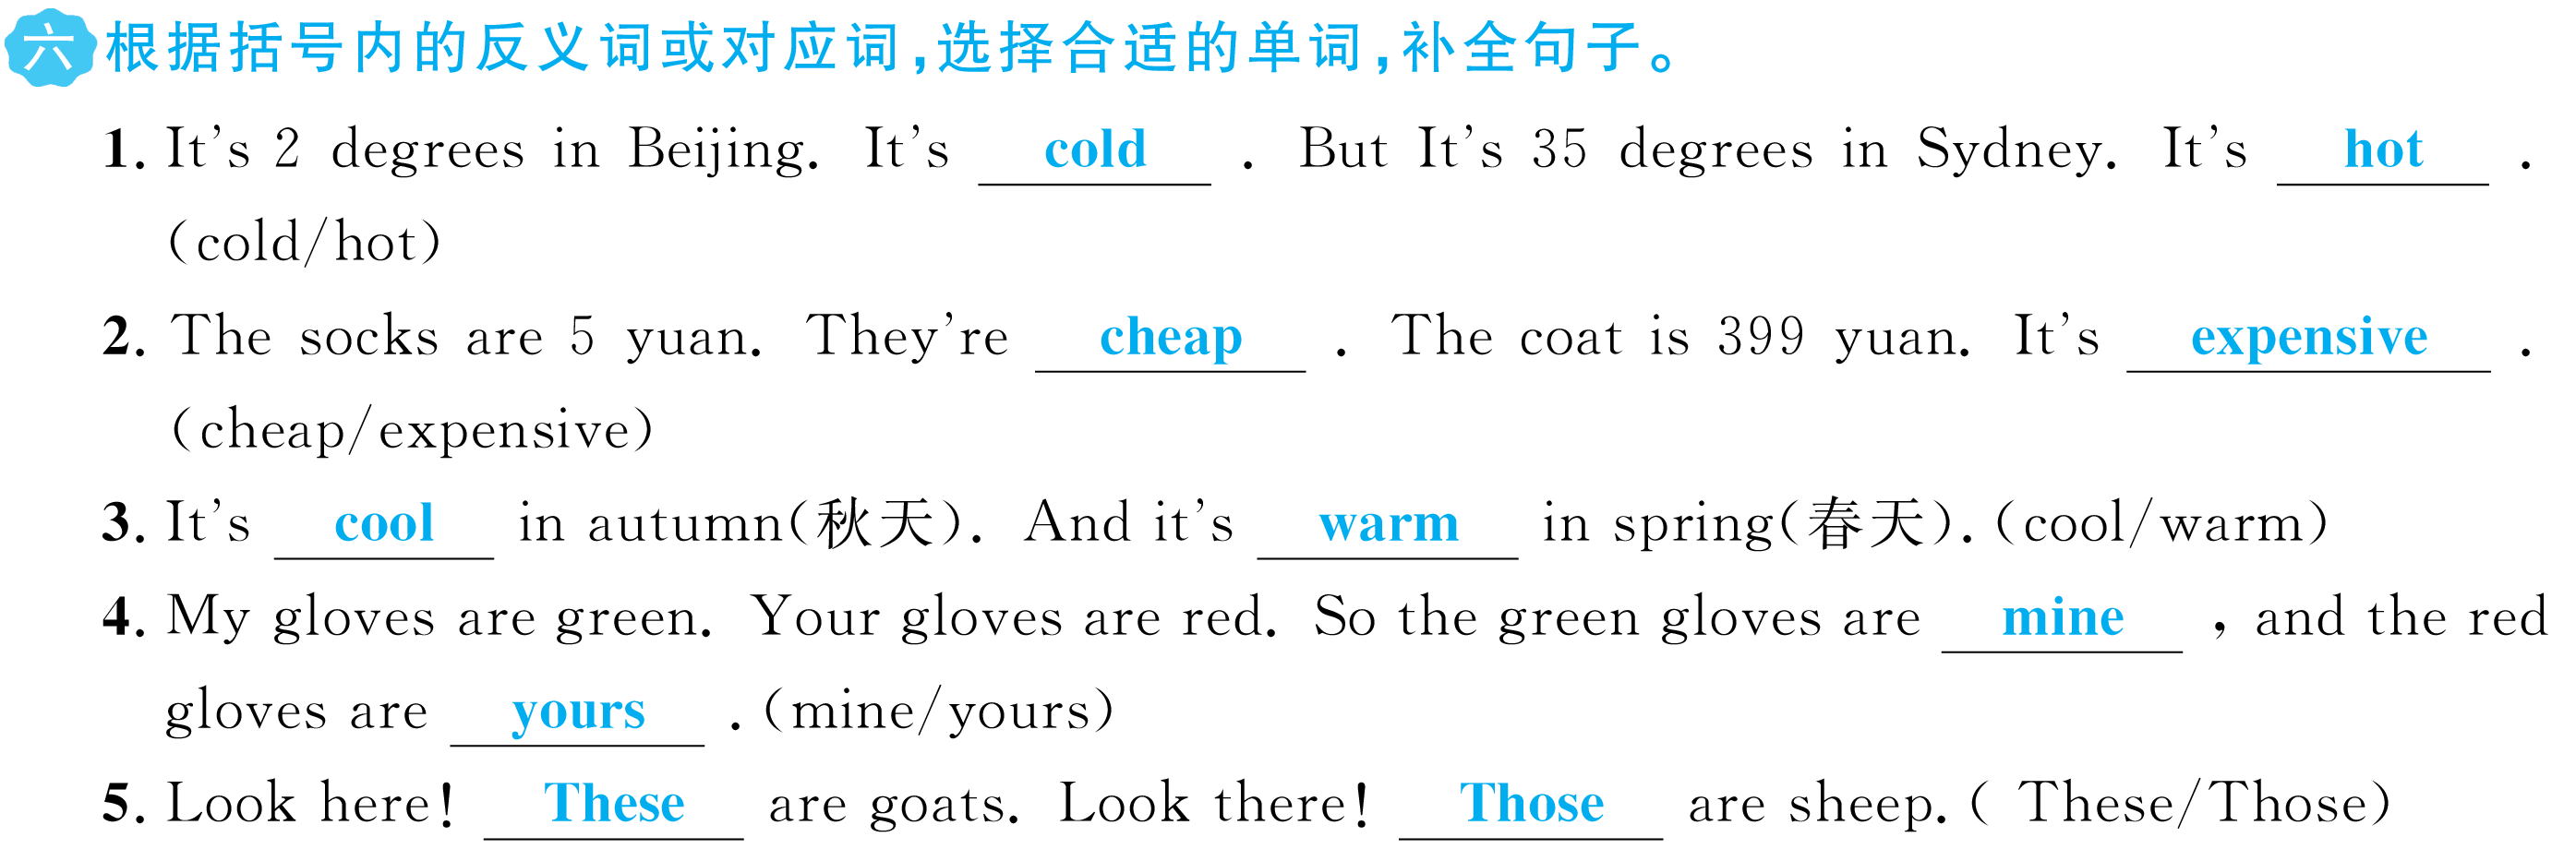 六 根据括号内的反义词或对应词,选择合适的单词,补全句子。
1. It's 2 degrees in Beijing. It's cold . But It's 35 degrees in Sydney. It's hot .
(cold/hot)
2. The socks are 5 yuan. They're cheap . The coat is 399 yuan. It's expensive .
(cheap/expensive)
3. It's cool in autumn(秋天). And it's warm in spring(春天). (cool/warm)
4. My gloves are green. Your gloves are red. So the green gloves are mine , and the red
gloves are yours . (mine/yours)
5. Look here! These are goats. Look there! Those are sheep. ( These/Those)